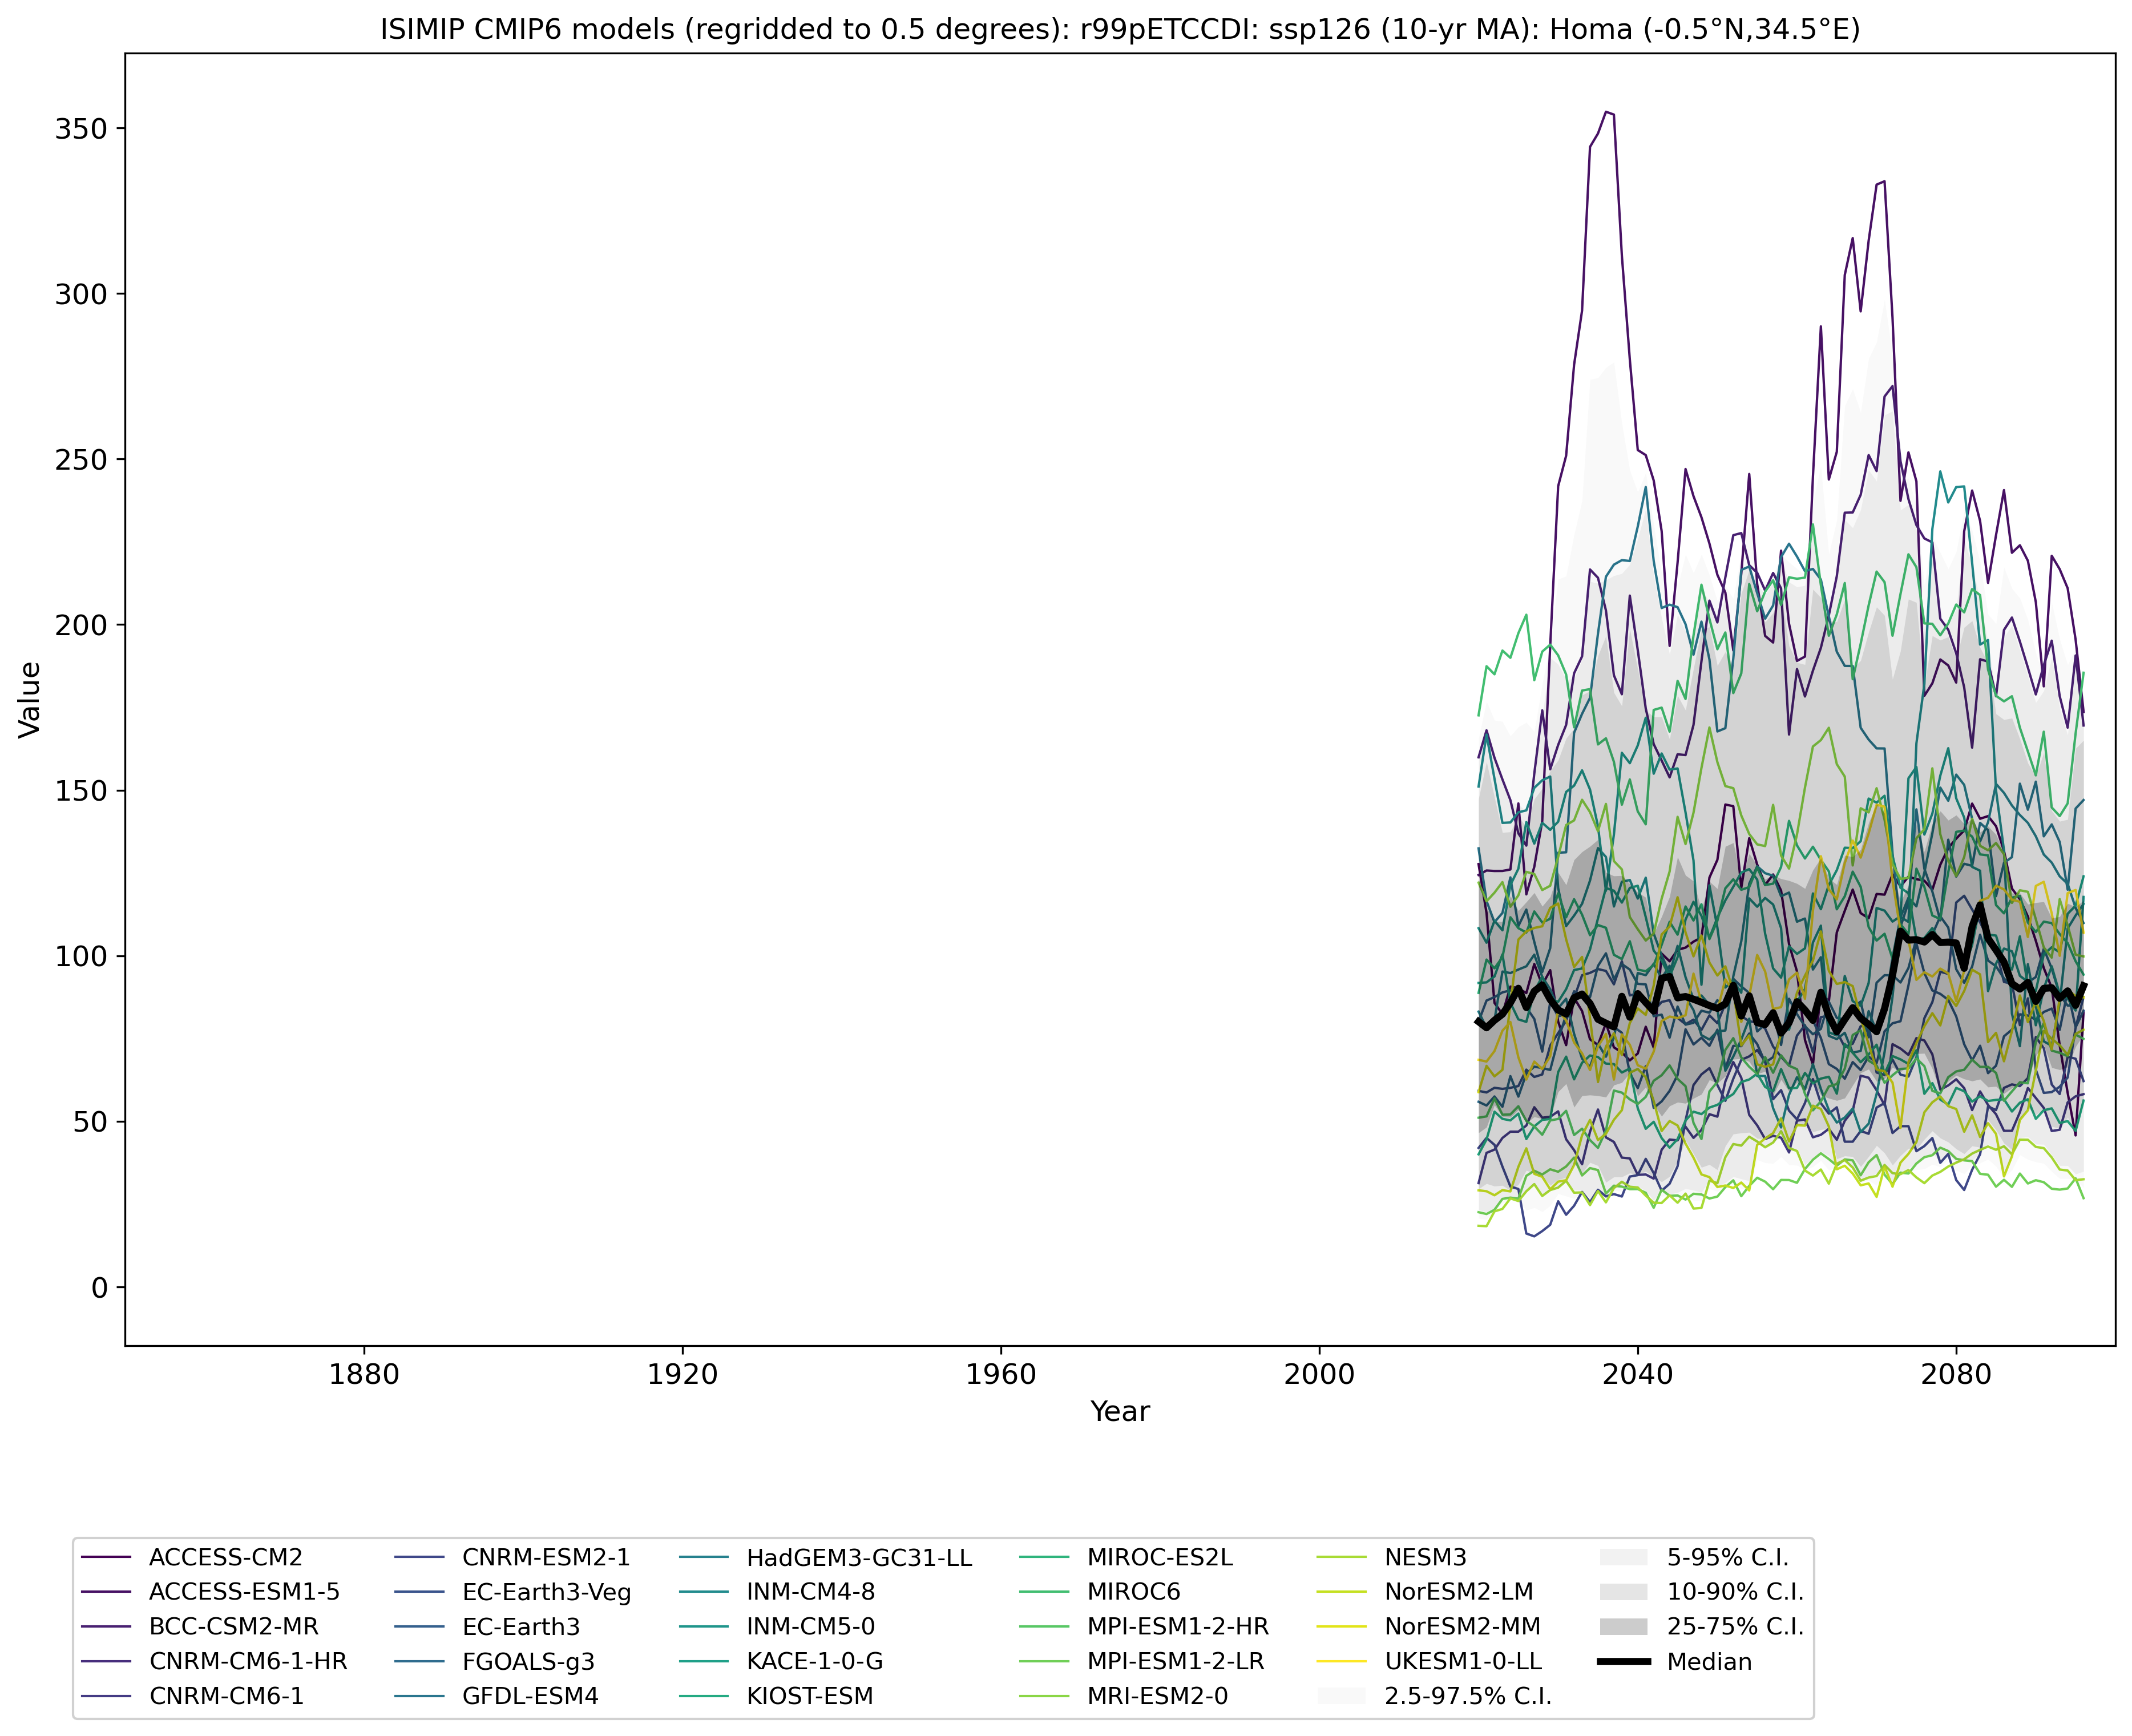 ISIMIP CMIP6 models (regridded to 0.5 degrees): r99pETCCDI: ssp126 (10-yr MA): Homa (-0.5°N,34.5°E)
350
300
250
200
150
100
50
0
Value
1880 1920 1960 2000 2040 2080
Year
ACCESS-CM2
ACCESS-ESM1-5
BCC-CSM2-MR
CNRM-CM6-1-HR
CNRM-CM6-1
CNRM-ESM2-1
EC-Earth3-Veg
EC-Earth3
FGOALS-g3
GFDL-ESM4
HadGEM3-GC31-LL
INM-CM4-8
INM-CM5-0
KACE-1-0-G
KIOST-ESM
MIROC-ES2L
MIROC6
MPI-ESM1-2-HR
MPI-ESM1-2-LR
MRI-ESM2-0
NESM3
NorESM2-LM
NorESM2-MM
UKESM1-0-LL
2.5-97.5% C.I.
5-95% C.I.
10-90% C.I.
25-75% C.I.
Median